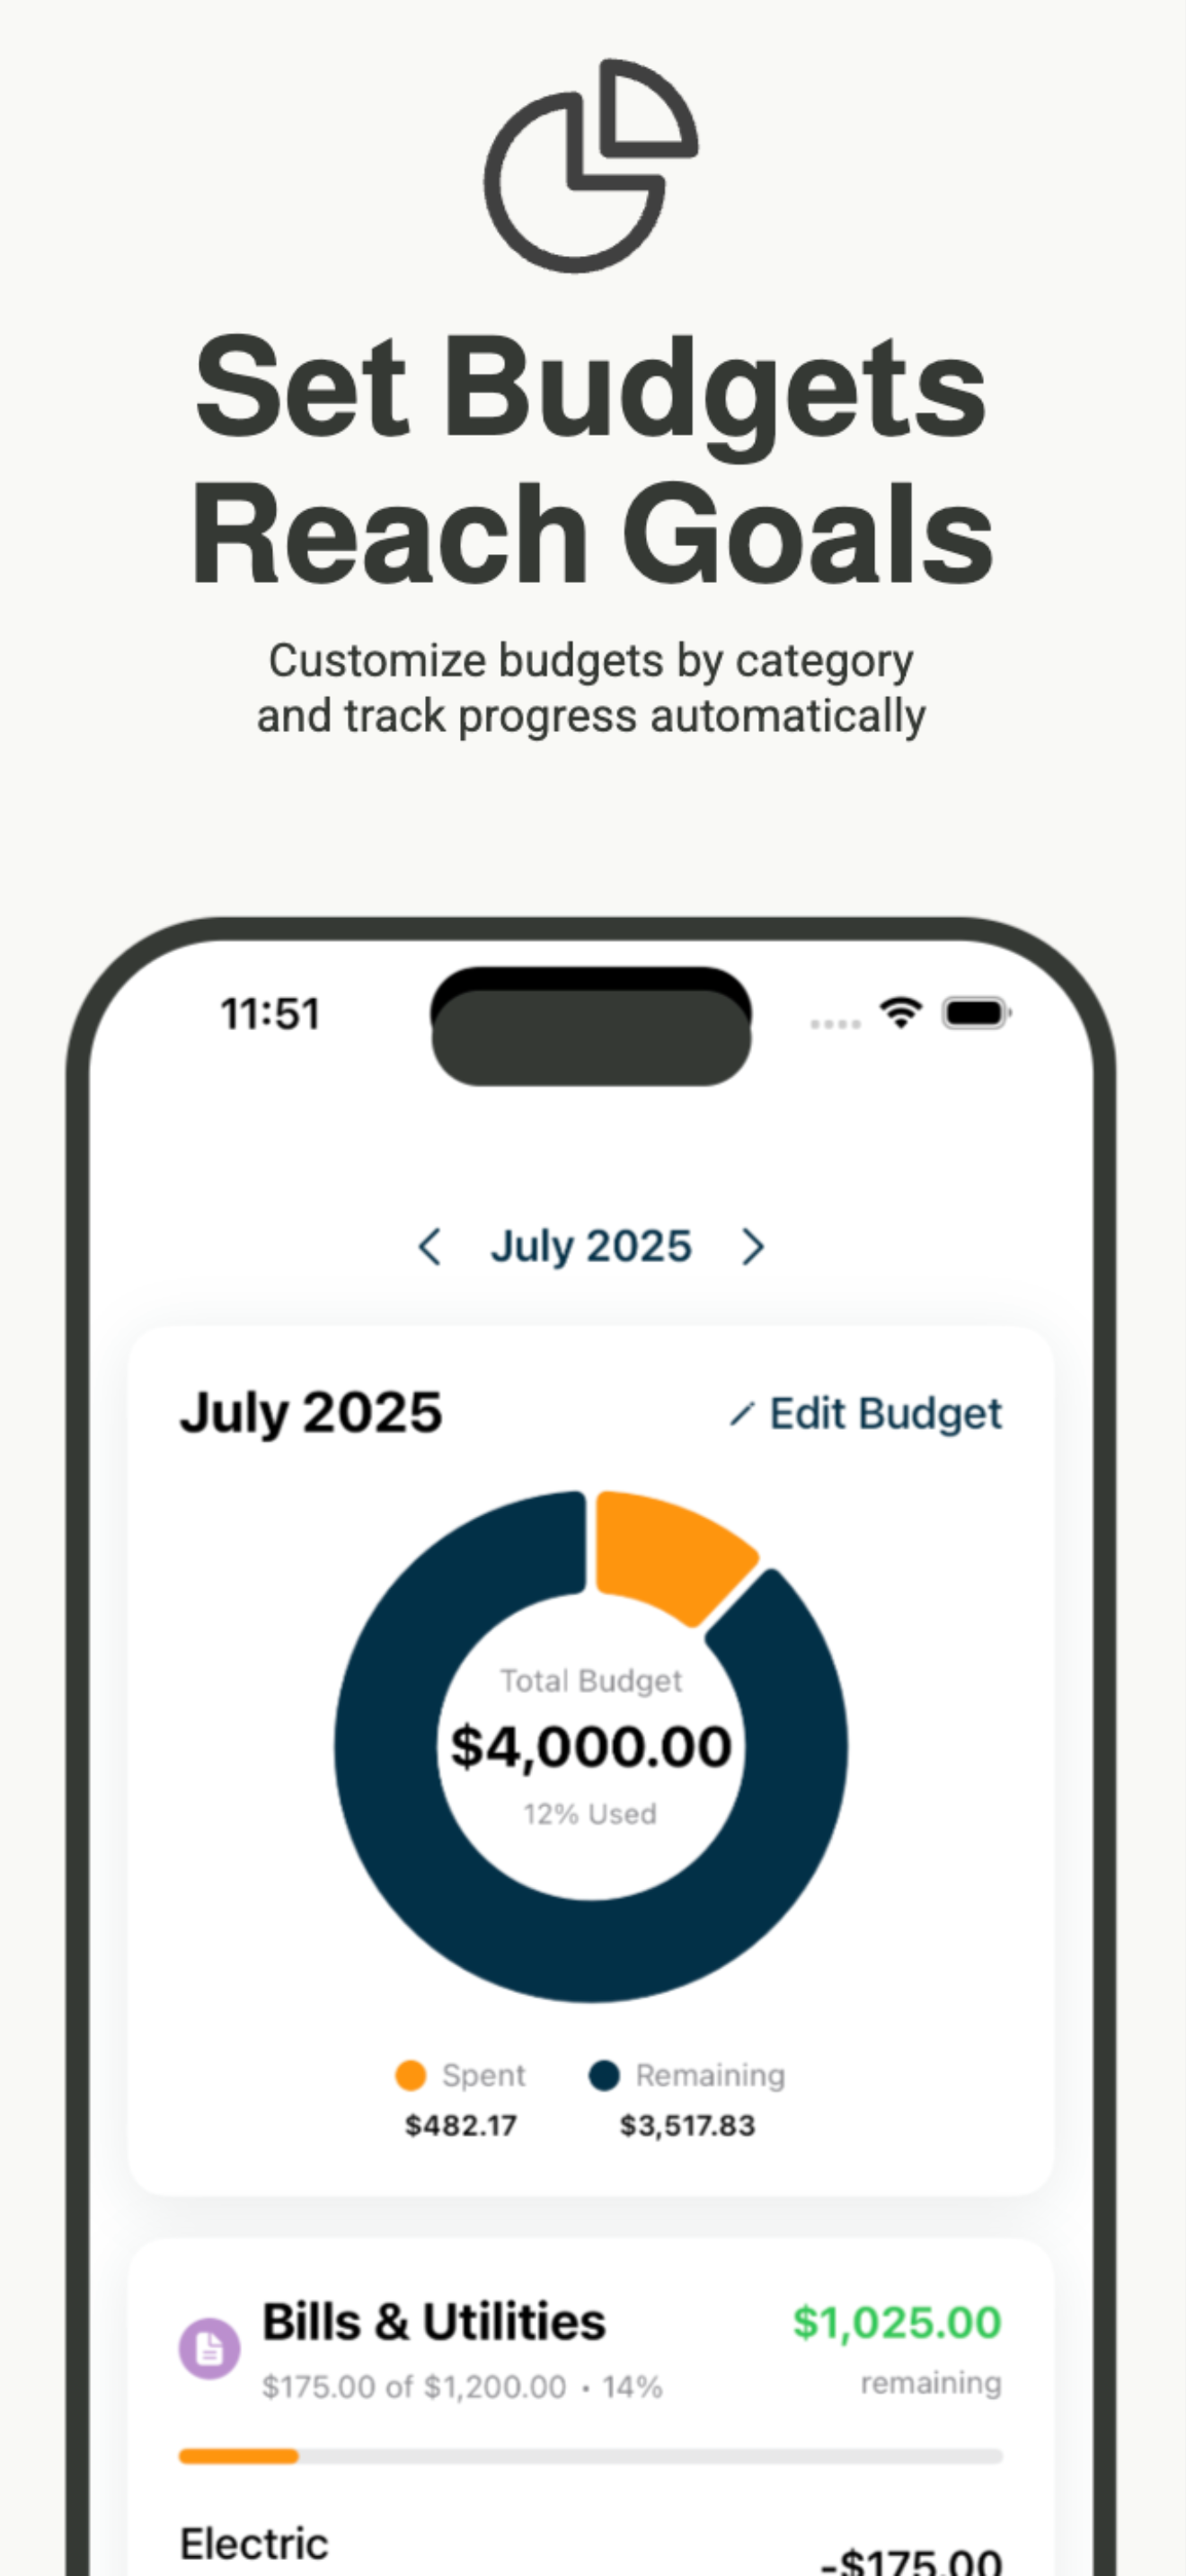 Set Budgets
Reach Goals
Customize budgets by category
and track progress automatically
11:51
July 2025
July 2025
Edit Budget
Total Budget
$4,000.00
12% Used
Spent
Remaining
$482.17
$3,517.83
Bills & Utilities
$1,025.00
$175.00 of $1,200.00 • 14%
remaining
Electric
-$175.00